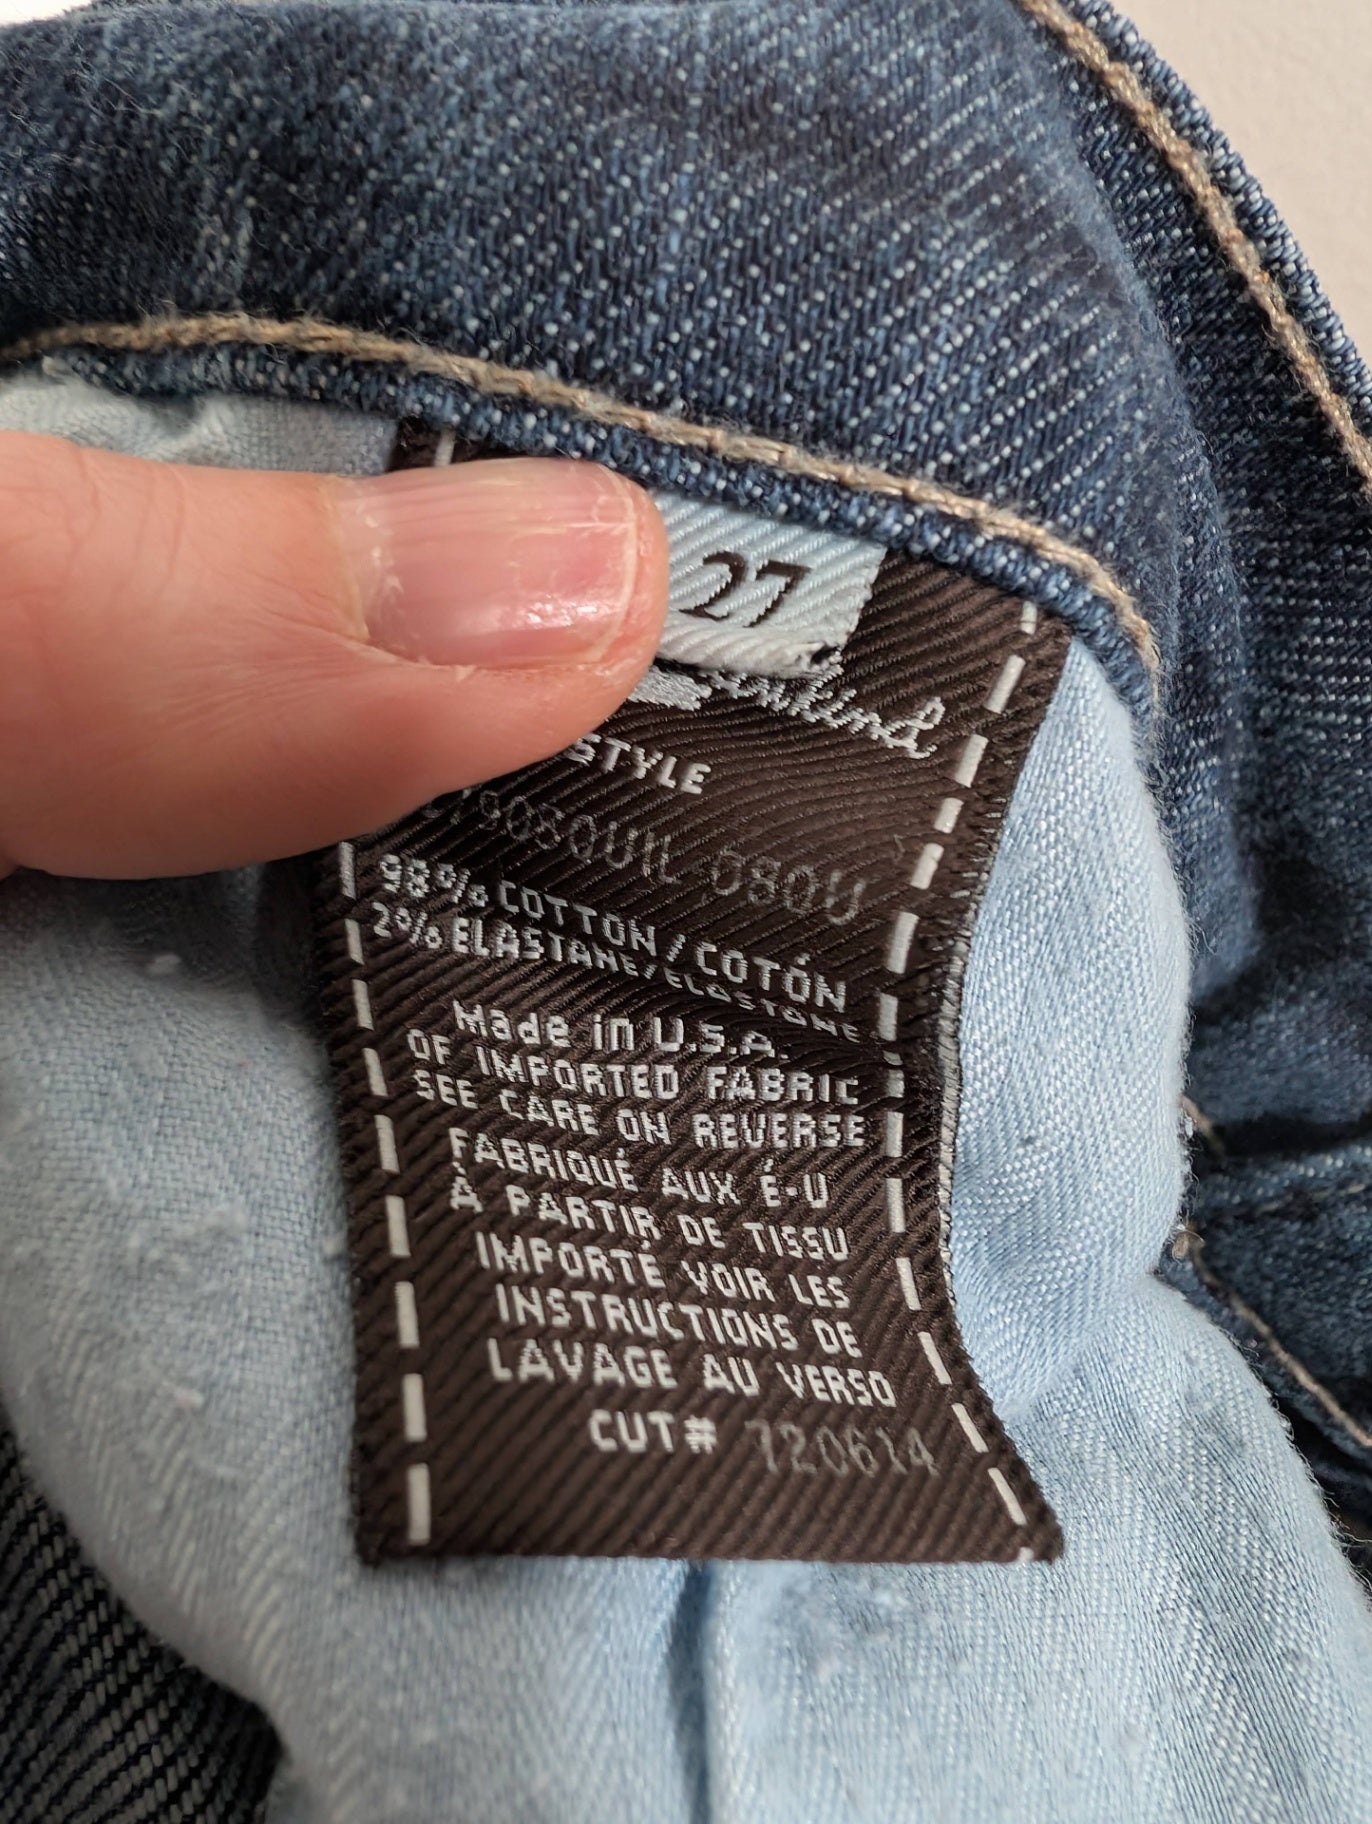 27
STYLE
98% COTTON / COTÓN
2% ELASTANE/ELASTONE
Made in U.S.A.
OF IMPORTED FABRIC
SEE CARE ON REVERSE
FABRIQUÉ AUX É-U
À PARTIR DE TISSU
IMPORTÉ VOIR LES
INSTRUCTIONS DE
LAVAGE AU VERSO
CUT# 720614